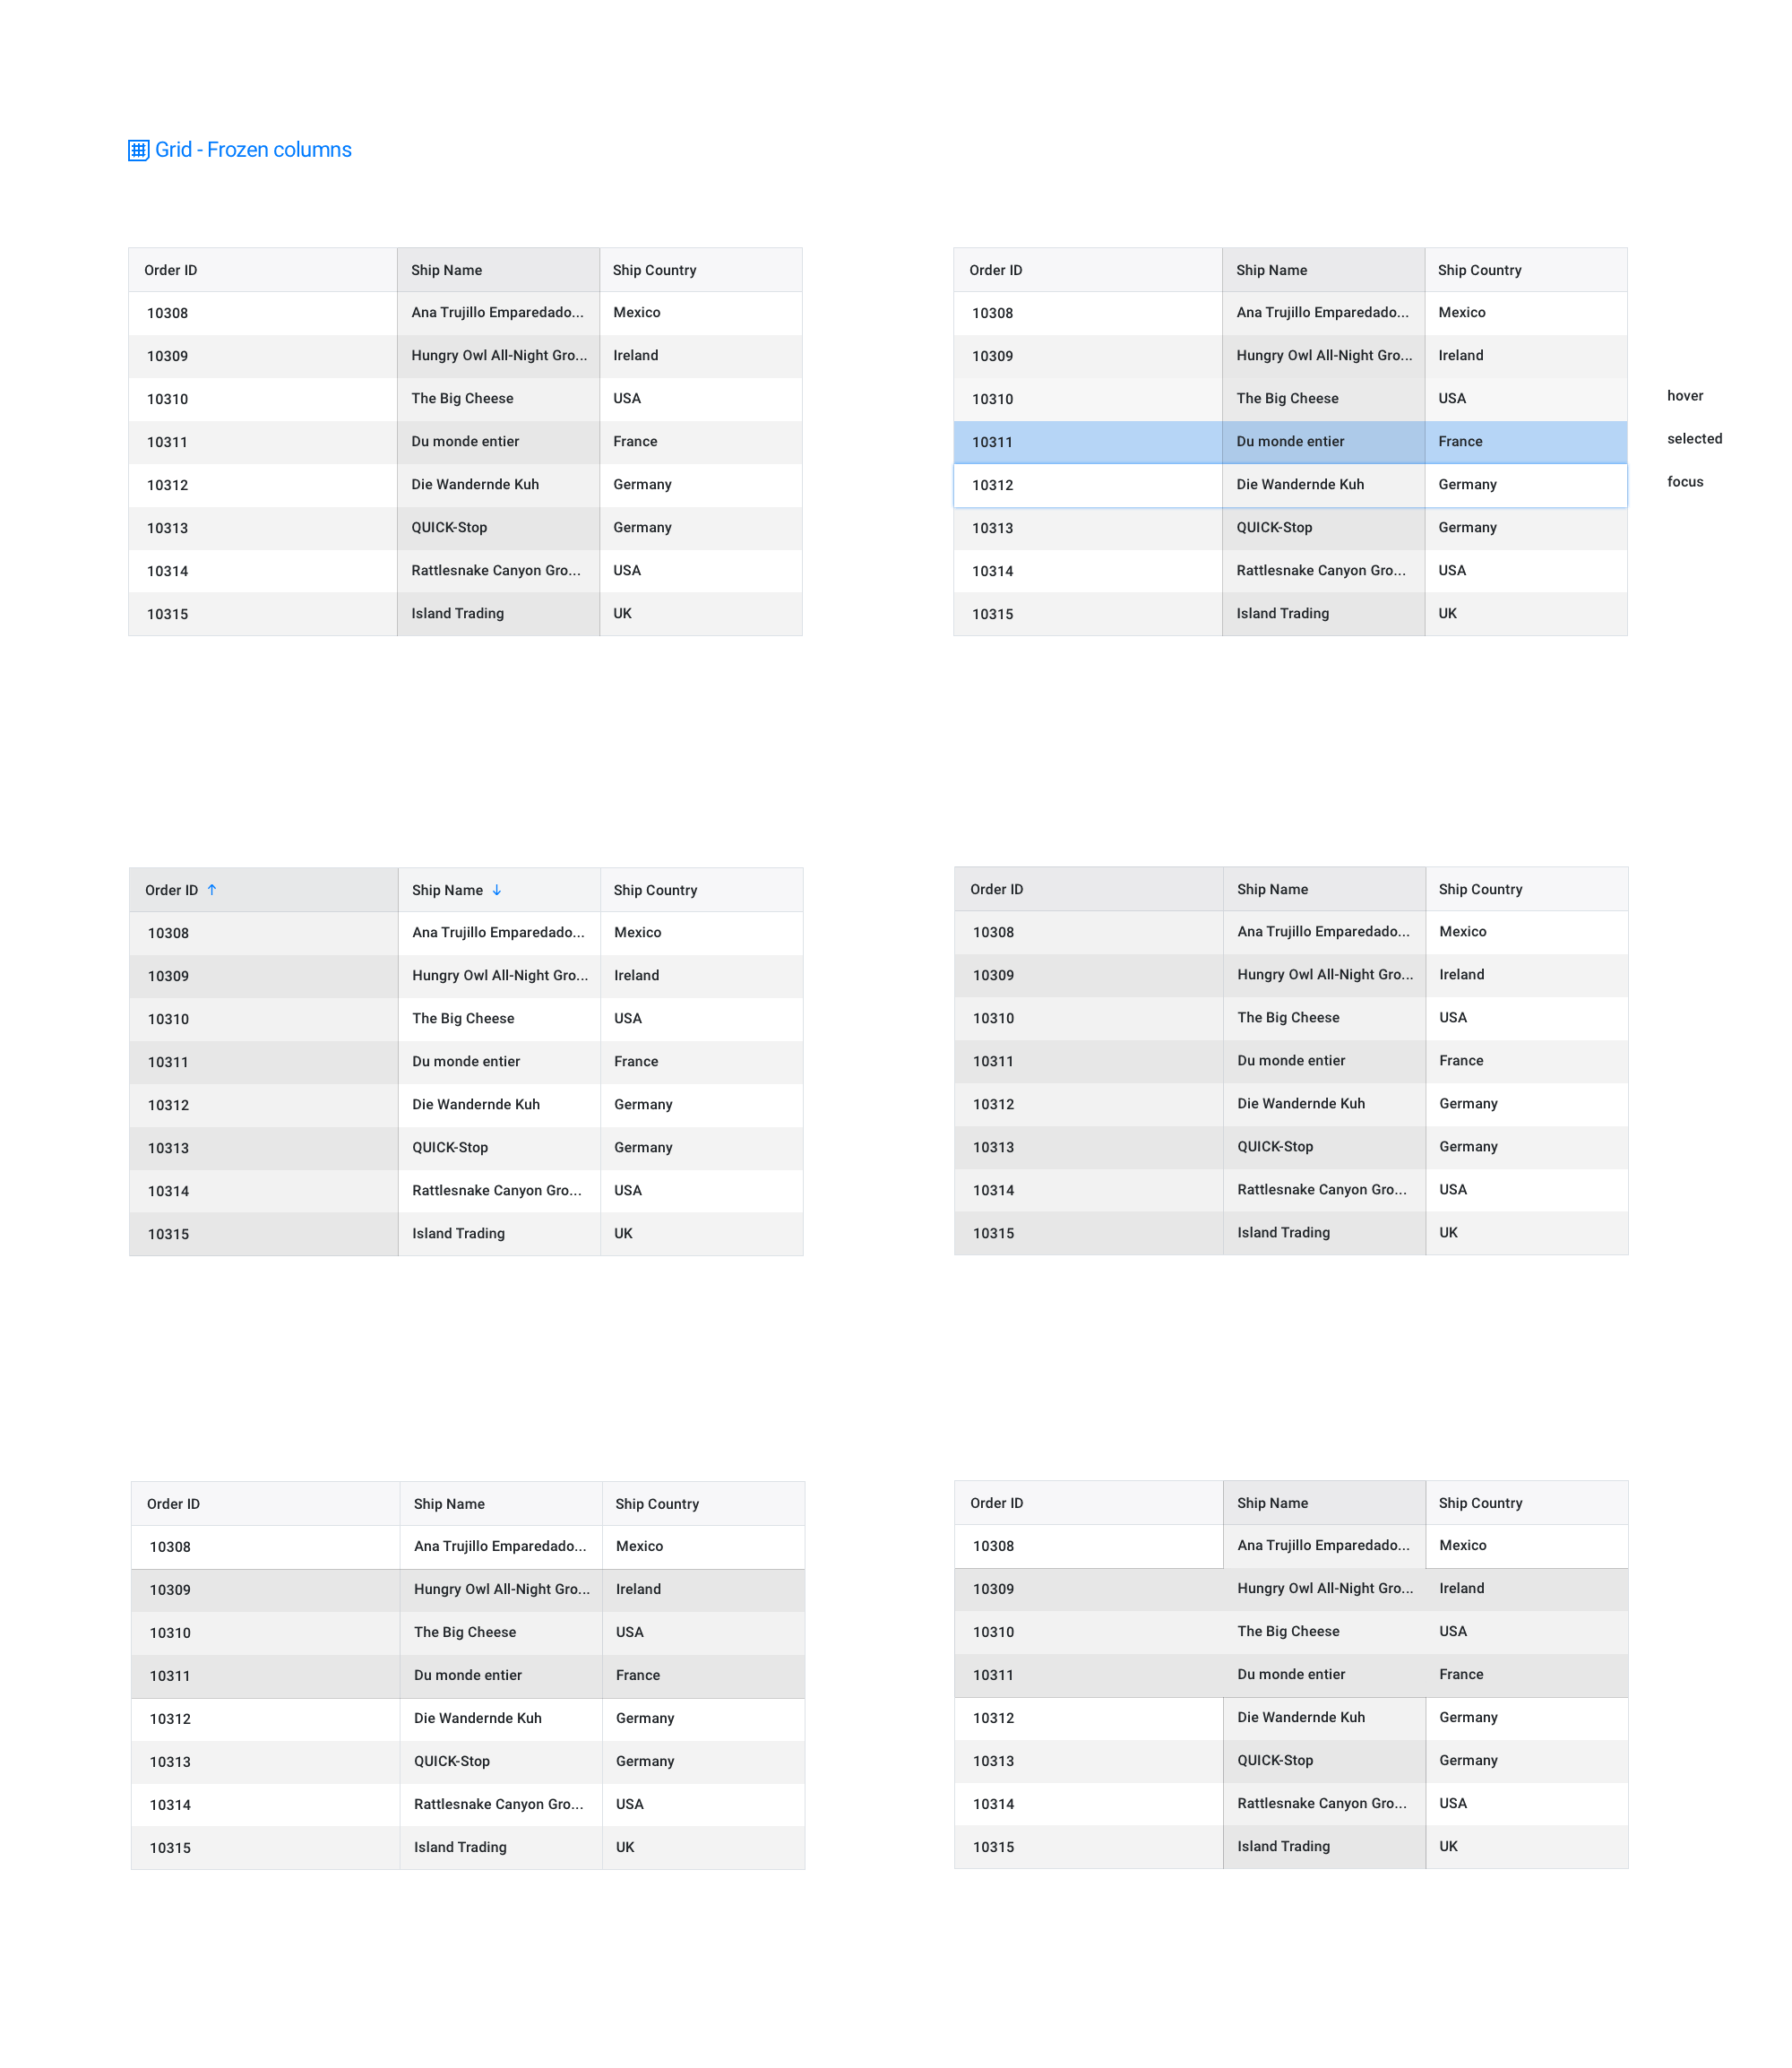 Grid - Frozen columns
Order ID Ship Name Ship Country
10308 Ana Trujillo Emparedado... Mexico
10309 Hungry Owl All-Night Gro... Ireland
10310 The Big Cheese USA
10311 Du monde entier France
10312 Die Wandernde Kuh Germany
10313 QUICK-Stop Germany
10314 Rattlesnake Canyon Gro... USA
10315 Island Trading UK
Order ID Ship Name Ship Country
10308 Ana Trujillo Emparedado... Mexico
10309 Hungry Owl All-Night Gro... Ireland
10310 The Big Cheese USA hover
10311 Du monde entier France selected
10312 Die Wandernde Kuh Germany focus
10313 QUICK-Stop Germany
10314 Rattlesnake Canyon Gro... USA
10315 Island Trading UK
Order ID ↑ Ship Name ↓ Ship Country
10308 Ana Trujillo Emparedado... Mexico
10309 Hungry Owl All-Night Gro... Ireland
10310 The Big Cheese USA
10311 Du monde entier France
10312 Die Wandernde Kuh Germany
10313 QUICK-Stop Germany
10314 Rattlesnake Canyon Gro... USA
10315 Island Trading UK
Order ID Ship Name Ship Country
10308 Ana Trujillo Emparedado... Mexico
10309 Hungry Owl All-Night Gro... Ireland
10310 The Big Cheese USA
10311 Du monde entier France
10312 Die Wandernde Kuh Germany
10313 QUICK-Stop Germany
10314 Rattlesnake Canyon Gro... USA
10315 Island Trading UK
Order ID Ship Name Ship Country
10308 Ana Trujillo Emparedado... Mexico
10309 Hungry Owl All-Night Gro... Ireland
10310 The Big Cheese USA
10311 Du monde entier France
10312 Die Wandernde Kuh Germany
10313 QUICK-Stop Germany
10314 Rattlesnake Canyon Gro... USA
10315 Island Trading UK
Order ID Ship Name Ship Country
10308 Ana Trujillo Emparedado... Mexico
10309 Hungry Owl All-Night Gro... Ireland
10310 The Big Cheese USA
10311 Du monde entier France
10312 Die Wandernde Kuh Germany
10313 QUICK-Stop Germany
10314 Rattlesnake Canyon Gro... USA
10315 Island Trading UK